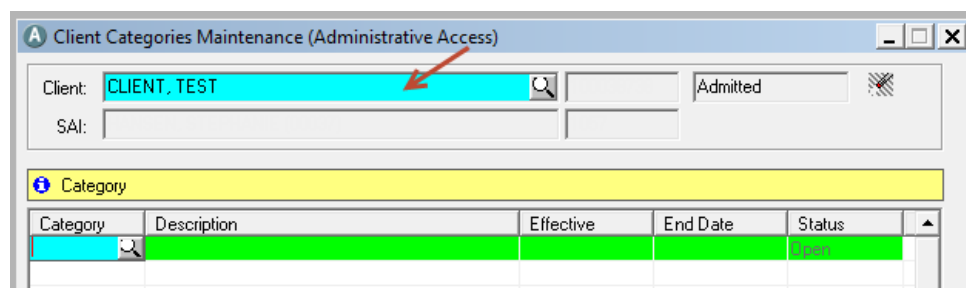 A Client Categories Maintenance (Administrative Access)
Client: CLIENT, TEST Admitted
SAI:
Category
Category Description Effective End Date Status
Open